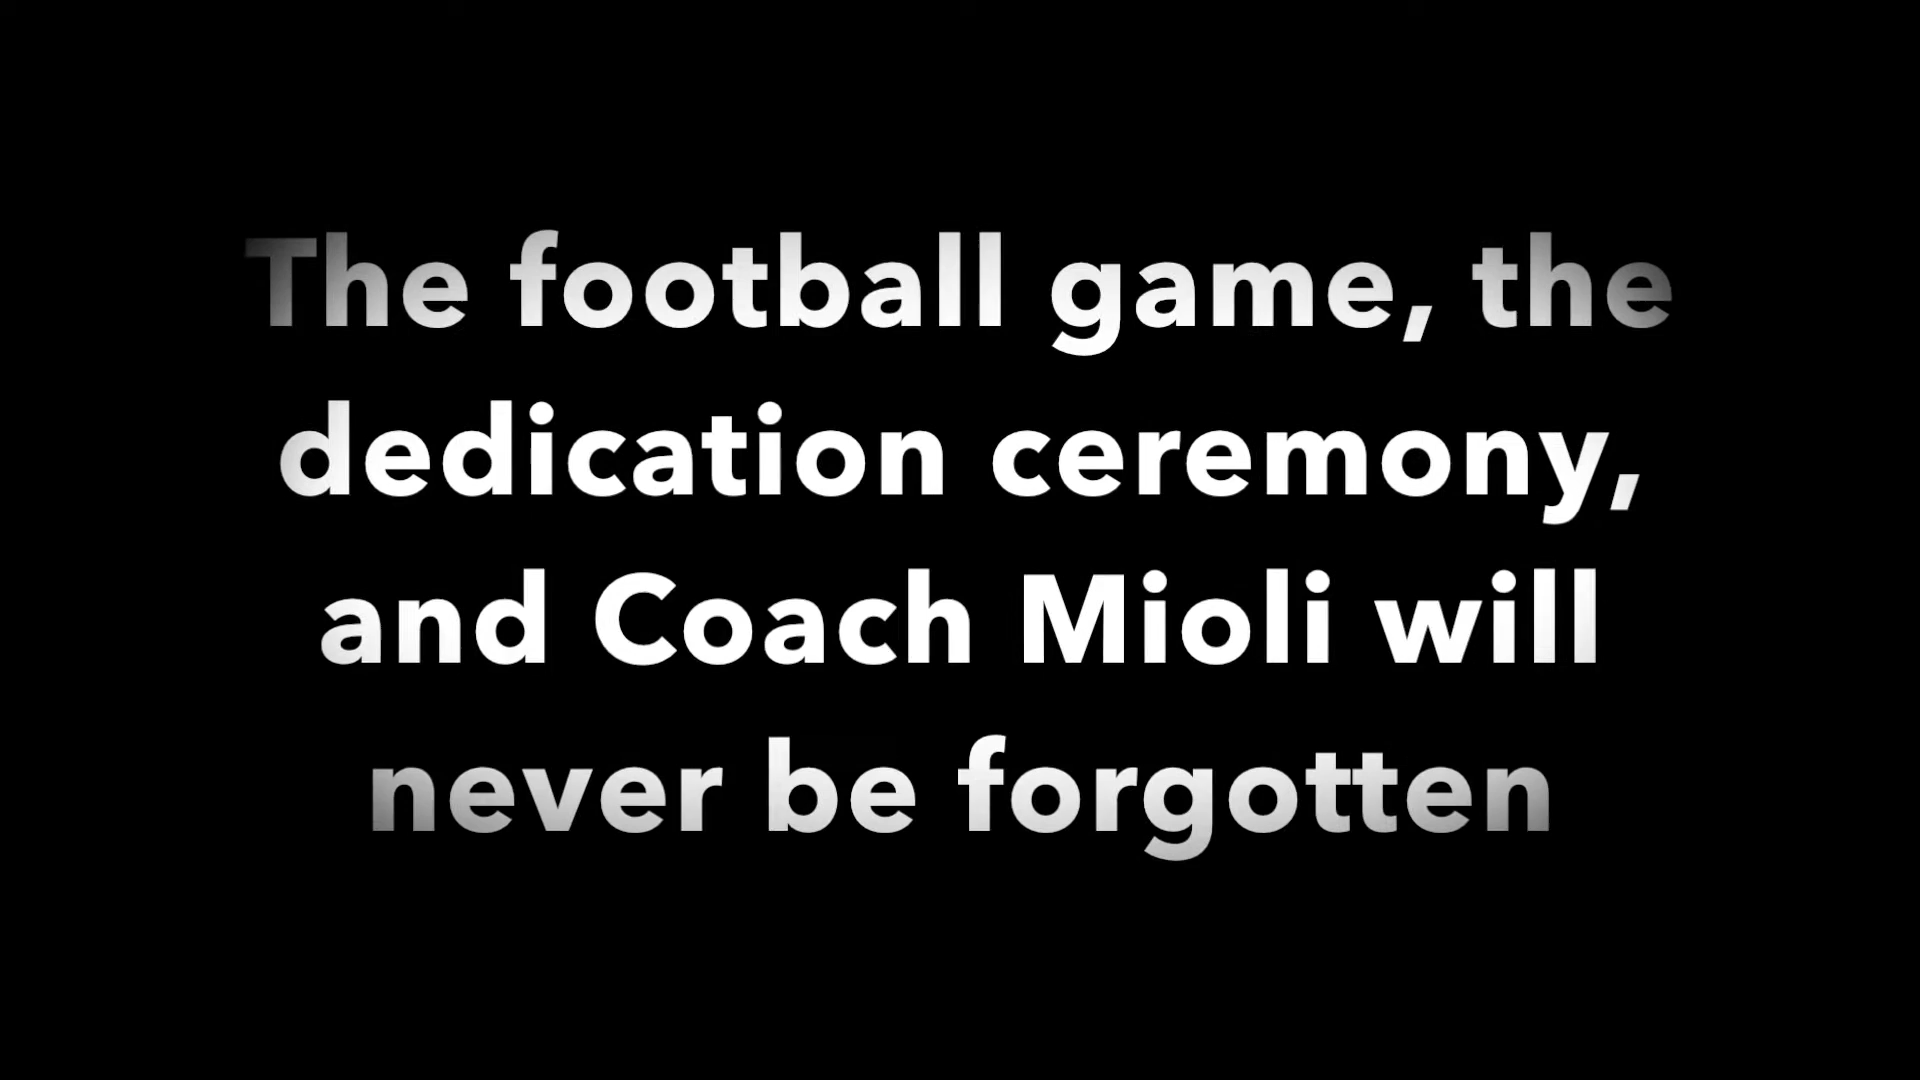 The football game, the
dedication ceremony,
and Coach Mioli will
never be forgotten